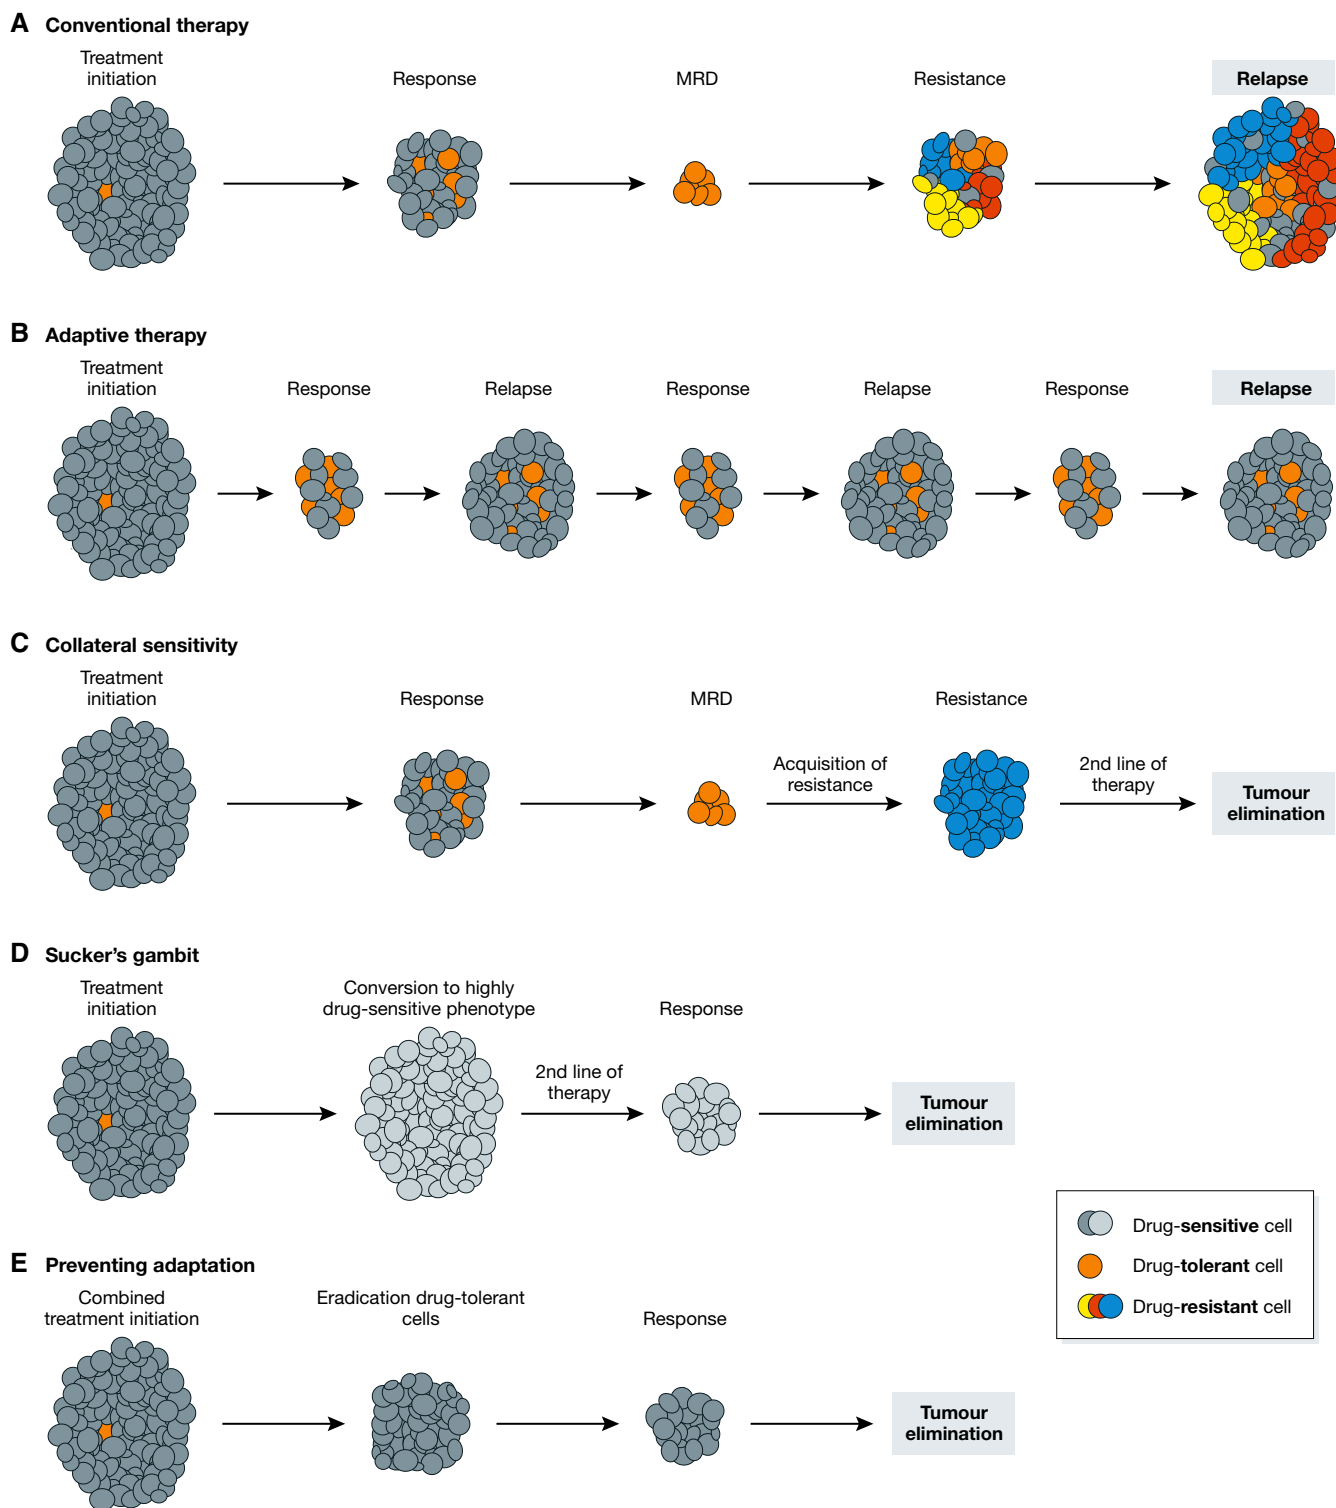 A Conventional therapy
Treatment
initiation
Response
MRD
Resistance
Relapse
B Adaptive therapy
Treatment
initiation
Response
Relapse
Response
Relapse
Response
Relapse
C Collateral sensitivity
Treatment
initiation
Response
MRD
Acquisition of
resistance
Resistance
2nd line of
therapy
Tumour
elimination
D Sucker’s gambit
Treatment
initiation
Conversion to highly
drug-sensitive phenotype
2nd line of
therapy
Response
Tumour
elimination
E Preventing adaptation
Combined
treatment initiation
Eradication drug-tolerant
cells
Response
Tumour
elimination
Drug-sensitive cell
Drug-tolerant cell
Drug-resistant cell